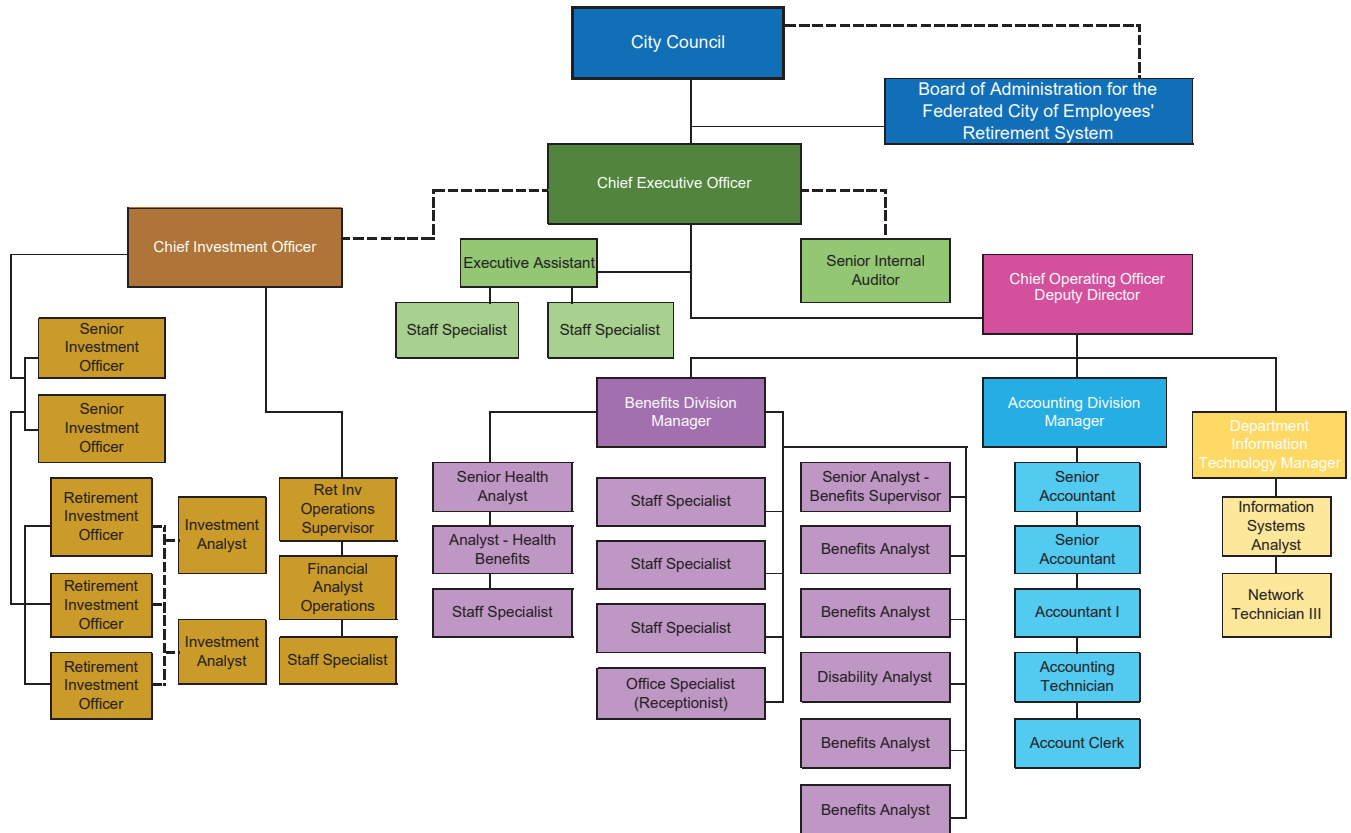 City Council
Board of Administration for the
Federated City of Employees'
Retirement System
Chief Executive Officer
Chief Investment Officer
Executive Assistant
Senior Internal
Auditor
Chief Operating Officer
Deputy Director
Staff Specialist
Staff Specialist
Senior
Investment
Officer
Senior
Investment
Officer
Retirement
Investment
Officer
Retirement
Investment
Officer
Retirement
Investment
Officer
Investment
Analyst
Investment
Analyst
Ret Inv
Operations
Supervisor
Financial
Analyst
Operations
Staff Specialist
Benefits Division
Manager
Senior Health
Analyst
Analyst - Health
Benefits
Staff Specialist
Staff Specialist
Staff Specialist
Staff Specialist
Office Specialist
(Receptionist)
Senior Analyst -
Benefits Supervisor
Benefits Analyst
Benefits Analyst
Disability Analyst
Benefits Analyst
Benefits Analyst
Accounting Division
Manager
Senior
Accountant
Senior
Accountant
Accountant I
Accounting
Technician
Account Clerk
Department
Information
Technology Manager
Information
Systems
Analyst
Network
Technician III